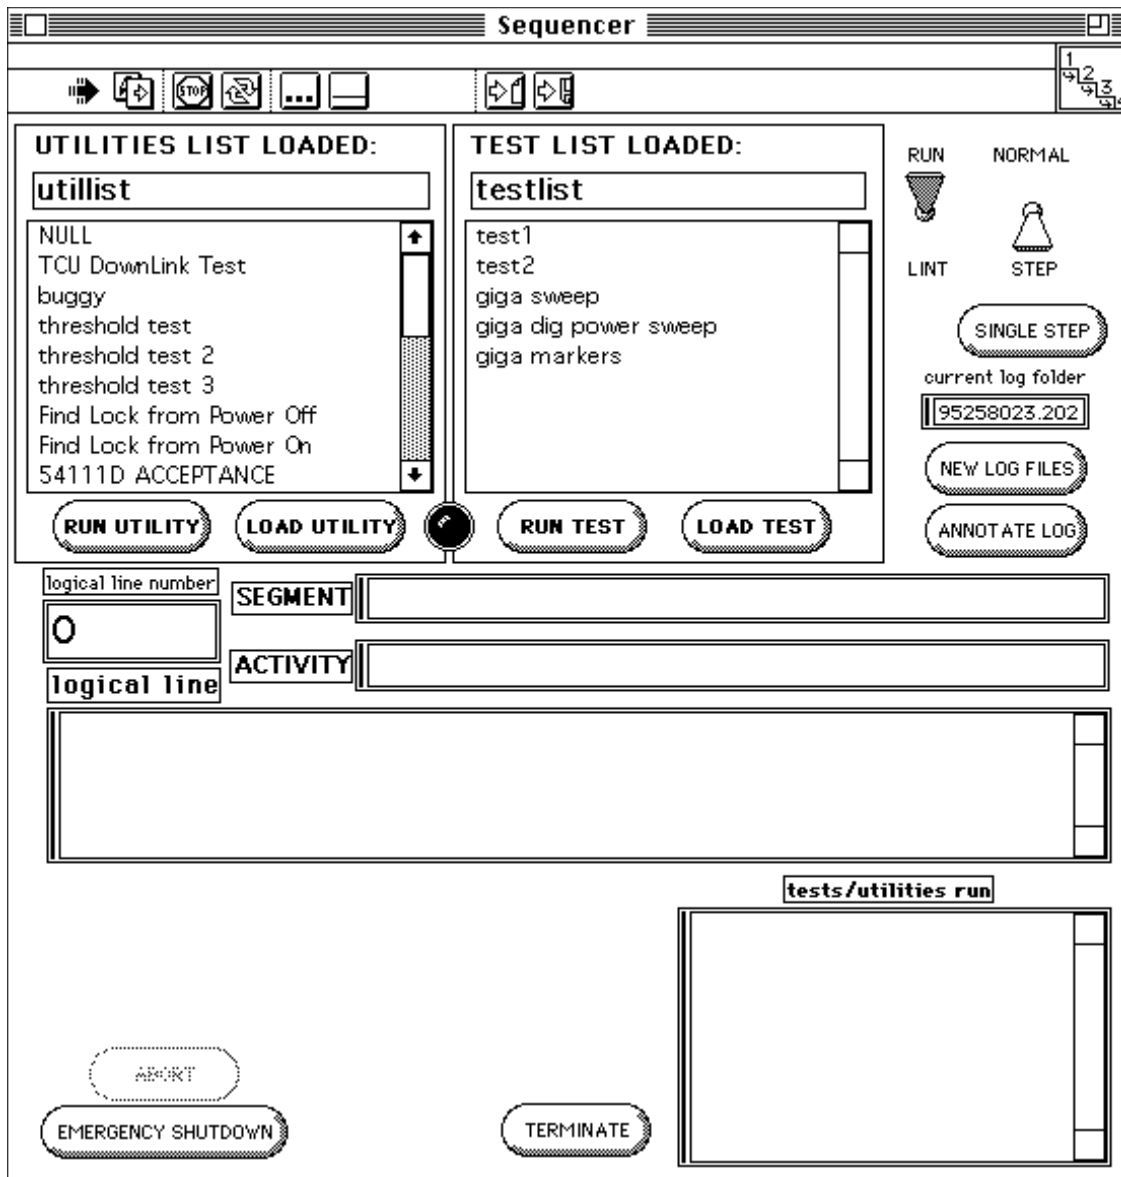 Sequencer
1
2
3
STOP
...
UTILITIES LIST LOADED:
utillist
NULL
TCU DownLink Test
buggy
threshold test
threshold test 2
threshold test 3
Find Lock from Power Off
Find Lock from Power On
54111D ACCEPTANCE
RUN UTILITY
LOAD UTILITY
TEST LIST LOADED:
testlist
test1
test2
giga sweep
giga dig power sweep
giga markers
RUN TEST
LOAD TEST
RUN
NORMAL
LINT
STEP
SINGLE STEP
current log folder
95258023.202
NEW LOG FILES
ANNOTATE LOG
logical line number
0
SEGMENT
ACTIVITY
logical line
tests/utilities run
ABORT
EMERGENCY SHUTDOWN
TERMINATE